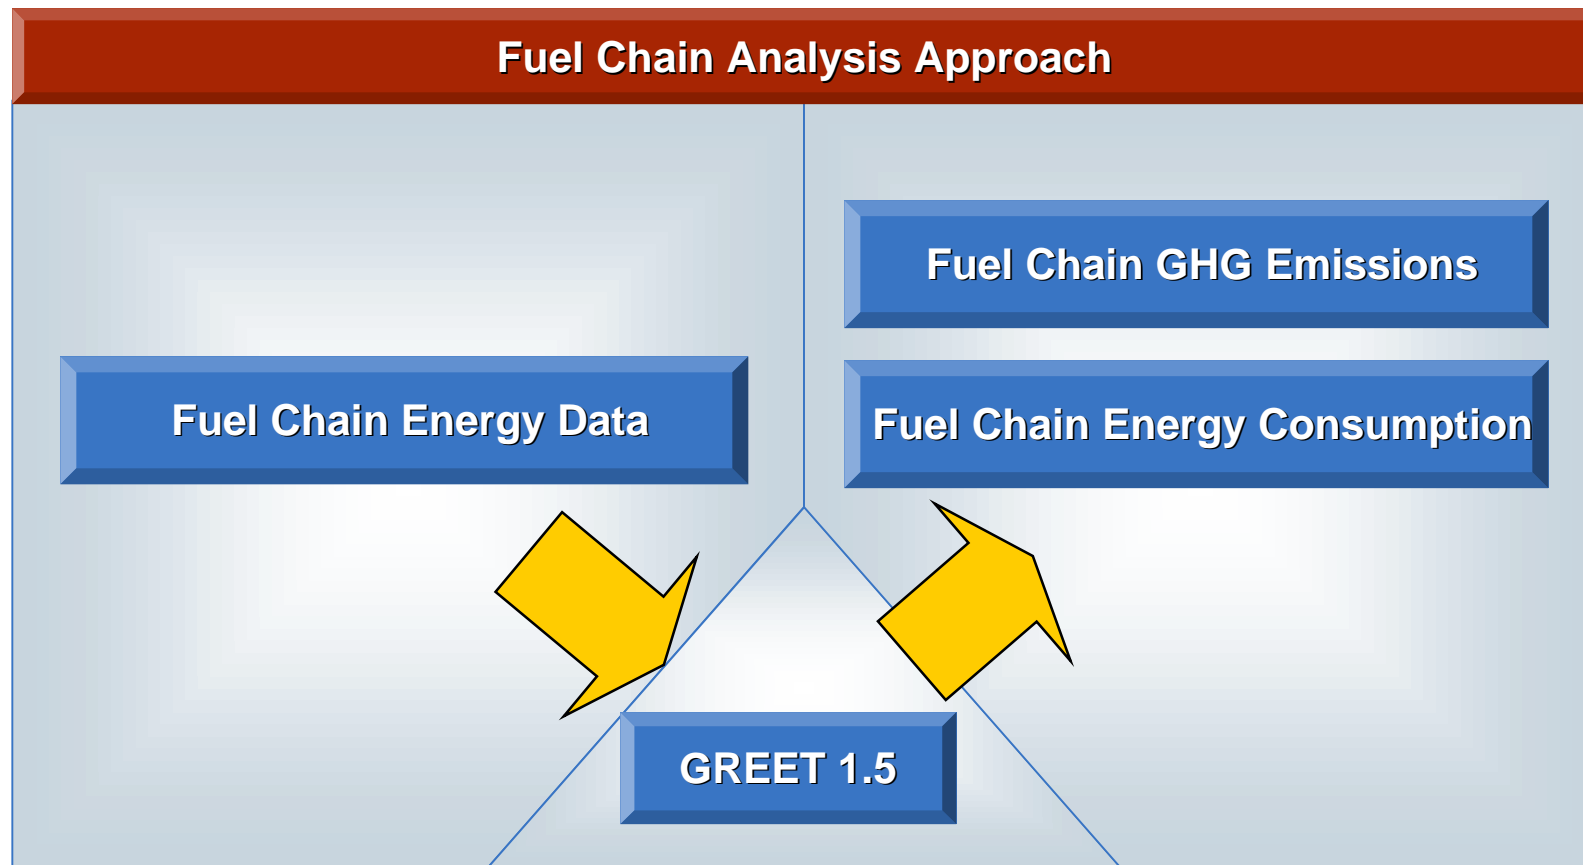 Fuel Chain Analysis Approach
Fuel Chain Energy Data
Fuel Chain GHG Emissions
Fuel Chain Energy Consumption
GREET 1.5